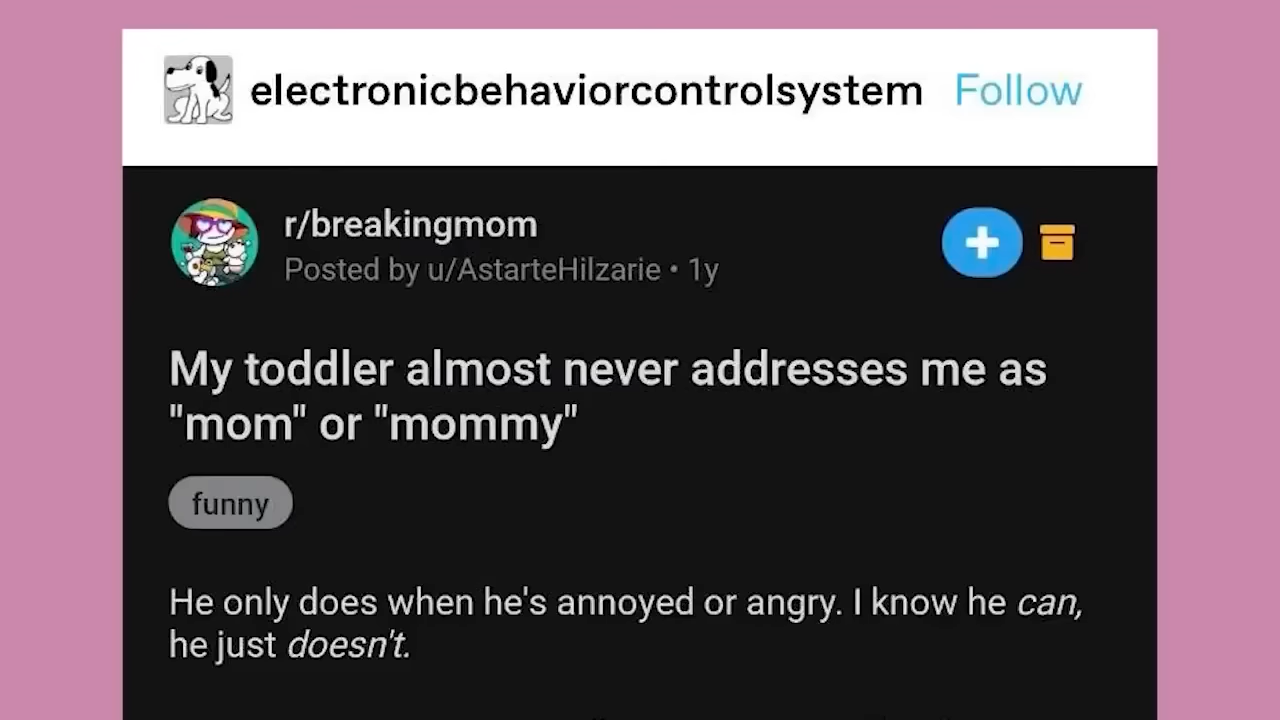 electronicbehaviorcontrolsystem Follow
r/breakingmom
Posted by u/AstarteHilzarie • 1y
My toddler almost never addresses me as
"mom" or "mommy"
funny
He only does when he's annoyed or angry. I know he can,
he just doesn't.